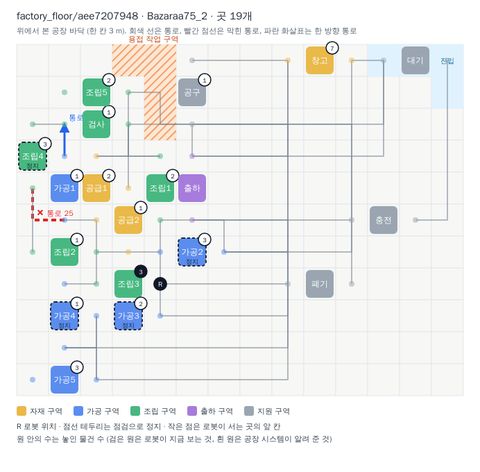 factory_floor/aee7207948 · Bazaraa75_2 · 곳 19개
위에서 본 공장 바닥 (한 칸 3 m). 회색 선은 통로, 빨간 점선은 막힌 통로, 파란 화살표는 한 방향 통로
용접 작업 구역
7
창고
대기
진입
2
조립5
1
공구
통로
1
검사
3
조립4
정지
1
가공1
2
공급1
2
조립1
출하
✕ 통로 25
1
공급2
충전
1
조립2
3
가공2
정지
3
조립3
R
폐기
1
가공4
정지
2
가공3
정지
3
가공5
자재 구역
가공 구역
조립 구역
출하 구역
지원 구역
R 로봇 위치 · 점선 테두리는 점검으로 정지 · 작은 점은 로봇이 서는 곳의 앞 칸
원 안의 수는 놓인 물건 수 (검은 원은 로봇이 지금 보는 것, 흰 원은 공장 시스템이 알려 준 것)